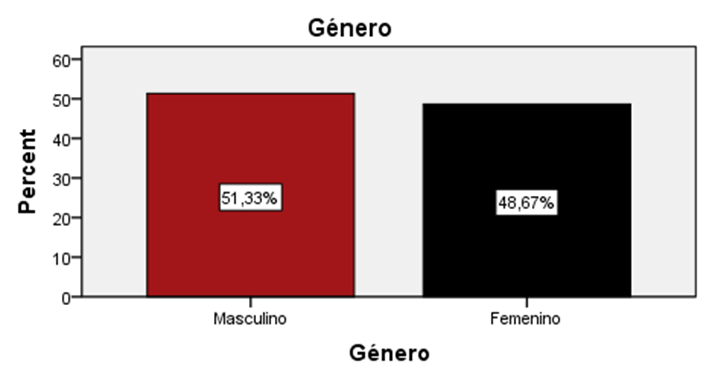 Género
Percent
60
50
40
30
20
10
0
51,33%
48,67%
Masculino
Femenino
Género